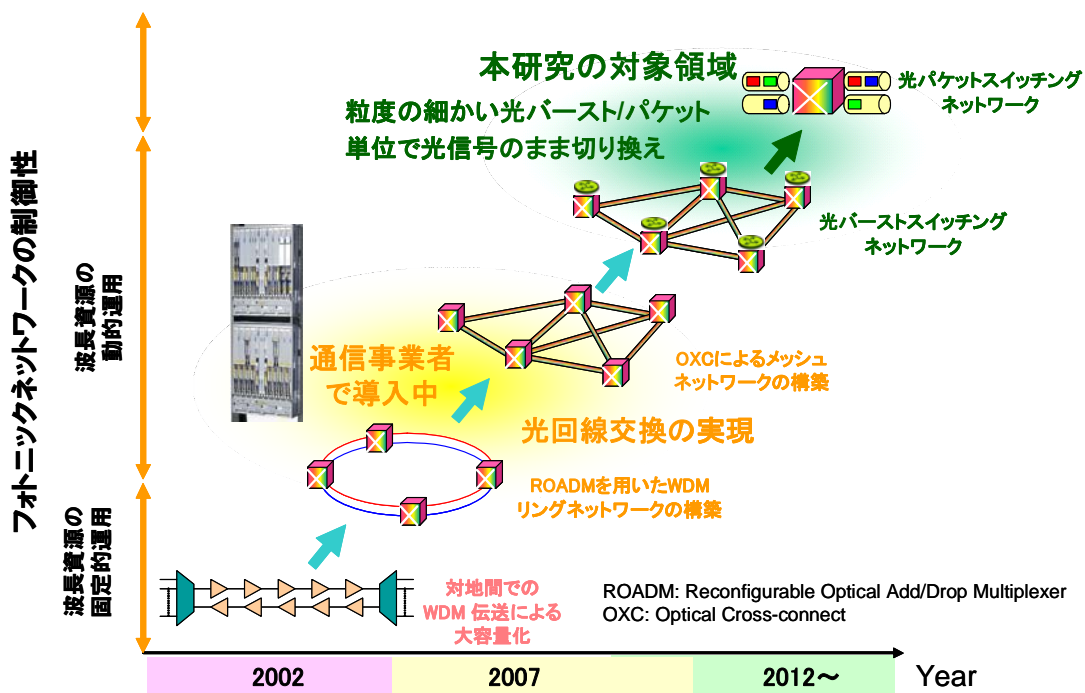 本研究の対象領域
粒度の細かい光バースト/パケット
単位で光信号のまま切り換え
光パケットスイッチング
ネットワーク
光バーストスイッチング
ネットワーク
フォトニックネットワークの制御性
波長資源の
動的運用
通信事業者
で導入中
OXCによるメッシュ
ネットワークの構築
光回線交換の実現
ROADMを用いたWDM
リングネットワークの構築
波長資源の
固定的運用
対地間での
WDM 伝送による
大容量化
ROADM: Reconfigurable Optical Add/Drop Multiplexer
OXC: Optical Cross-connect
2002
2007
2012~
Year